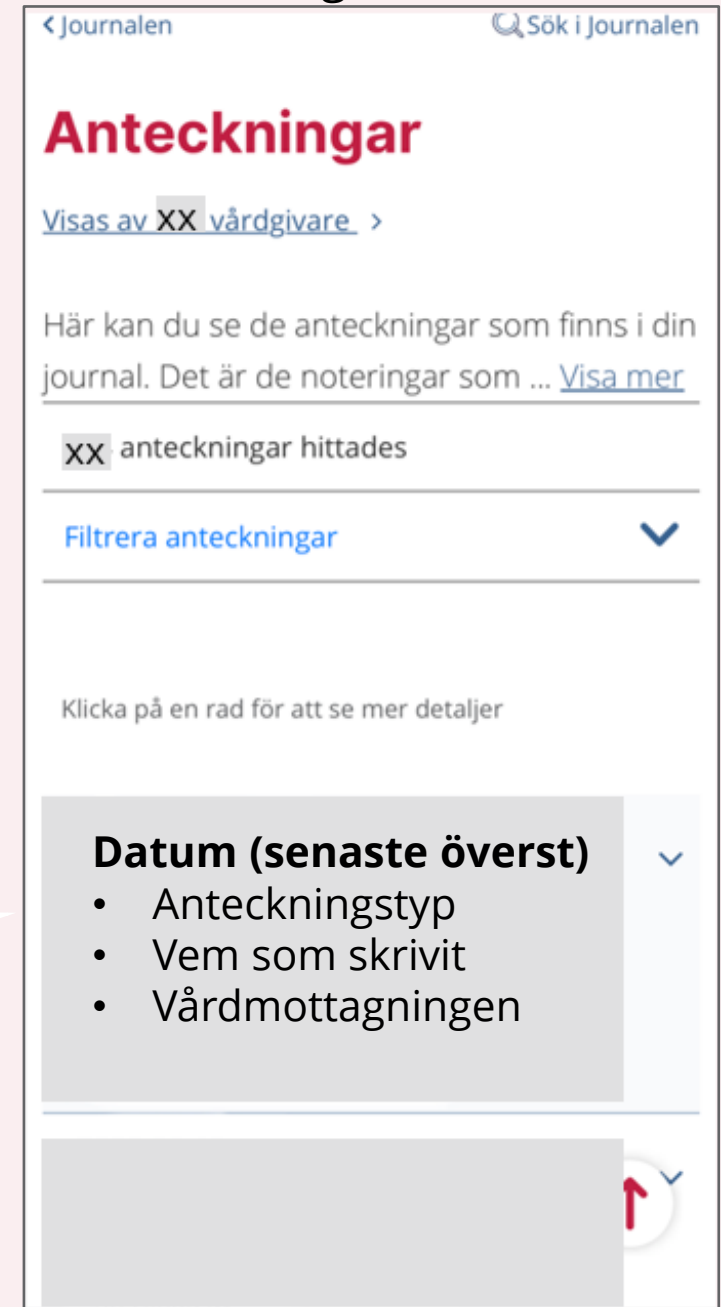 Journalen Sök i Journalen
Anteckningar
Visas av XX vårdgivare >
Här kan du se de anteckningar som finns i din
journal. Det är de noteringar som ... Visa mer
XX anteckningar hittades
Filtrera anteckningar
Klicka på en rad för att se mer detaljer
Datum (senaste överst)
• Anteckningstyp
• Vem som skrivit
• Vårdmottagningen